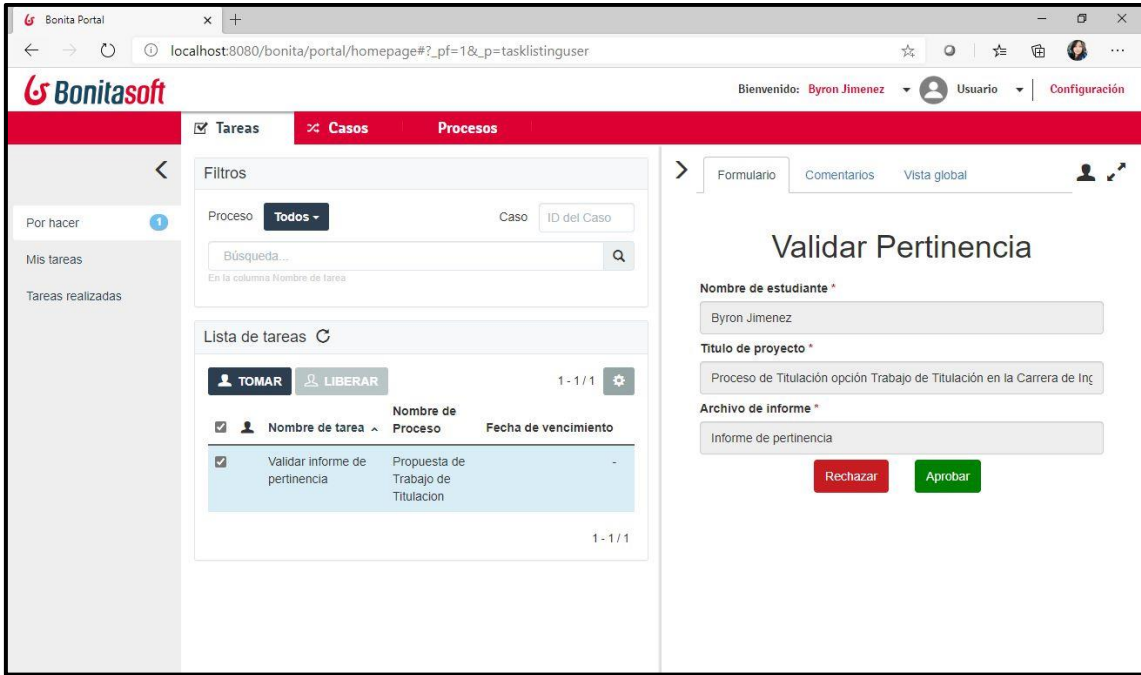 Bonita Portal
localhost:8080/bonita/portal/homepage#?_pf=1&_p=tasklistinguser
Bonitasoft
Bienvenido: Byron Jimenez
Usuario
Configuración
Tareas
Casos
Procesos
Por hacer
1
Mis tareas
Tareas realizadas
Filtros
Proceso
Todos
Caso
ID del Caso
Búsqueda...
En la columna Nombre de tarea
Lista de tareas
TOMAR
LIBERAR
1 - 1 / 1
Nombre de tarea
Nombre de
Proceso
Fecha de vencimiento
Validar informe de
pertinencia
Propuesta de
Trabajo de
Titulacion
-
1 - 1 / 1
Formulario
Comentarios
Vista global
Validar Pertinencia
Nombre de estudiante *
Byron Jimenez
Titulo de proyecto *
Proceso de Titulación opción Trabajo de Titulación en la Carrera de Ing
Archivo de informe *
Informe de pertinencia
Rechazar
Aprobar